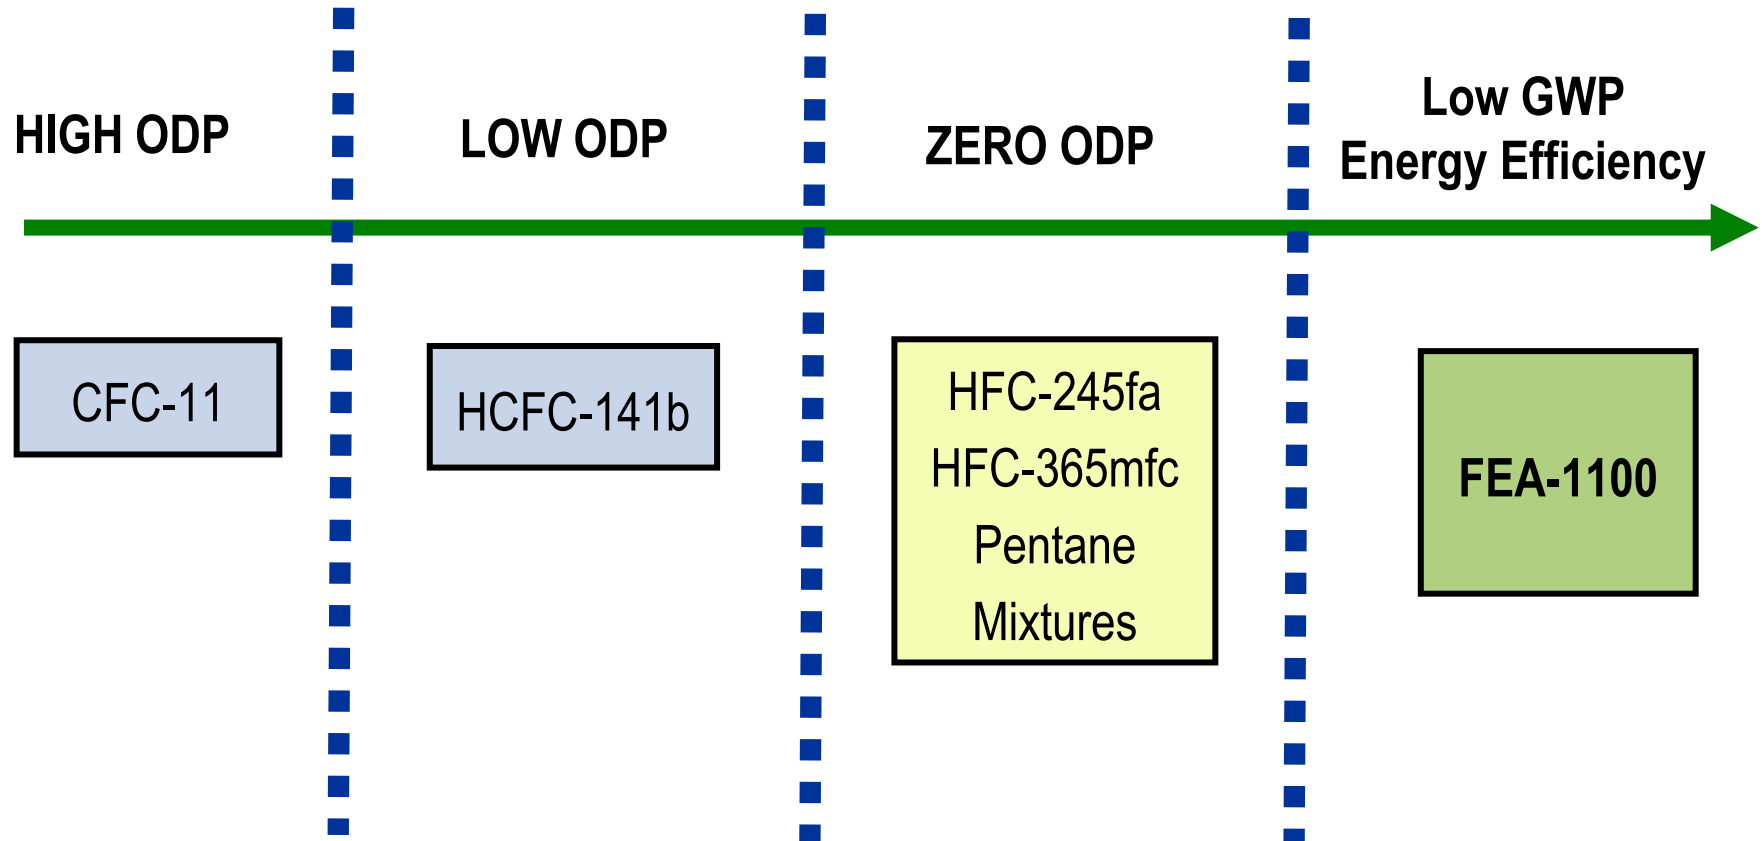 HIGH ODP
LOW ODP
ZERO ODP
Low GWP
Energy Efficiency
CFC-11
HCFC-141b
HFC-245fa
HFC-365mfc
Pentane
Mixtures
FEA-1100